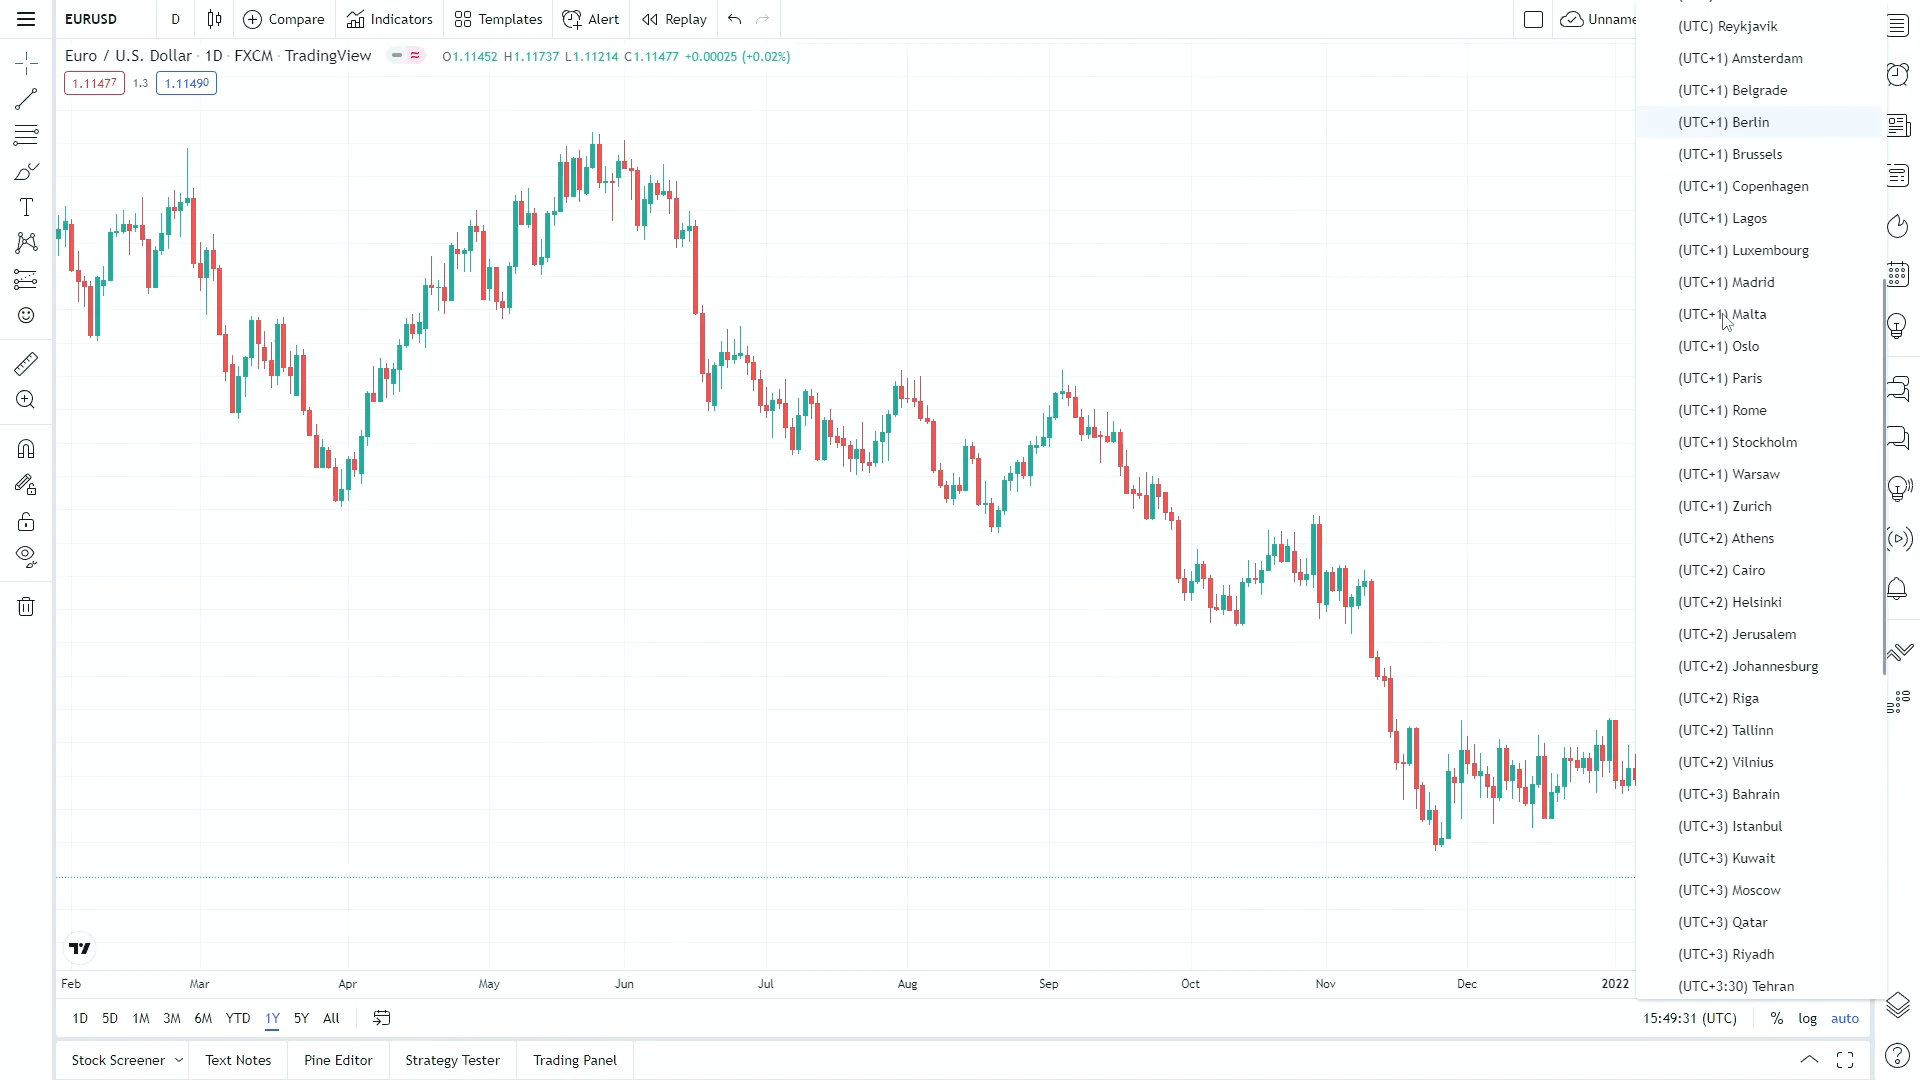 EURUSD D Compare Indicators Templates Alert Replay Unname
Euro / U.S. Dollar · 1D · FXCM · TradingView O1.11452 H1.11737 L1.11214 C1.11477 +0.00025 (+0.02%)
1.11477 1.3 1.11490
(UTC) Reykjavik
(UTC+1) Amsterdam
(UTC+1) Belgrade
(UTC+1) Berlin
(UTC+1) Brussels
(UTC+1) Copenhagen
(UTC+1) Lagos
(UTC+1) Luxembourg
(UTC+1) Madrid
(UTC+1) Malta
(UTC+1) Oslo
(UTC+1) Paris
(UTC+1) Rome
(UTC+1) Stockholm
(UTC+1) Warsaw
(UTC+1) Zurich
(UTC+2) Athens
(UTC+2) Cairo
(UTC+2) Helsinki
(UTC+2) Jerusalem
(UTC+2) Johannesburg
(UTC+2) Riga
(UTC+2) Tallinn
(UTC+2) Vilnius
(UTC+3) Bahrain
(UTC+3) Istanbul
(UTC+3) Kuwait
(UTC+3) Moscow
(UTC+3) Qatar
(UTC+3) Riyadh
(UTC+3:30) Tehran
Feb Mar Apr May Jun Jul Aug Sep Oct Nov Dec 2022
1D 5D 1M 3M 6M YTD 1Y 5Y All 15:49:31 (UTC) % log auto
Stock Screener Text Notes Pine Editor Strategy Tester Trading Panel